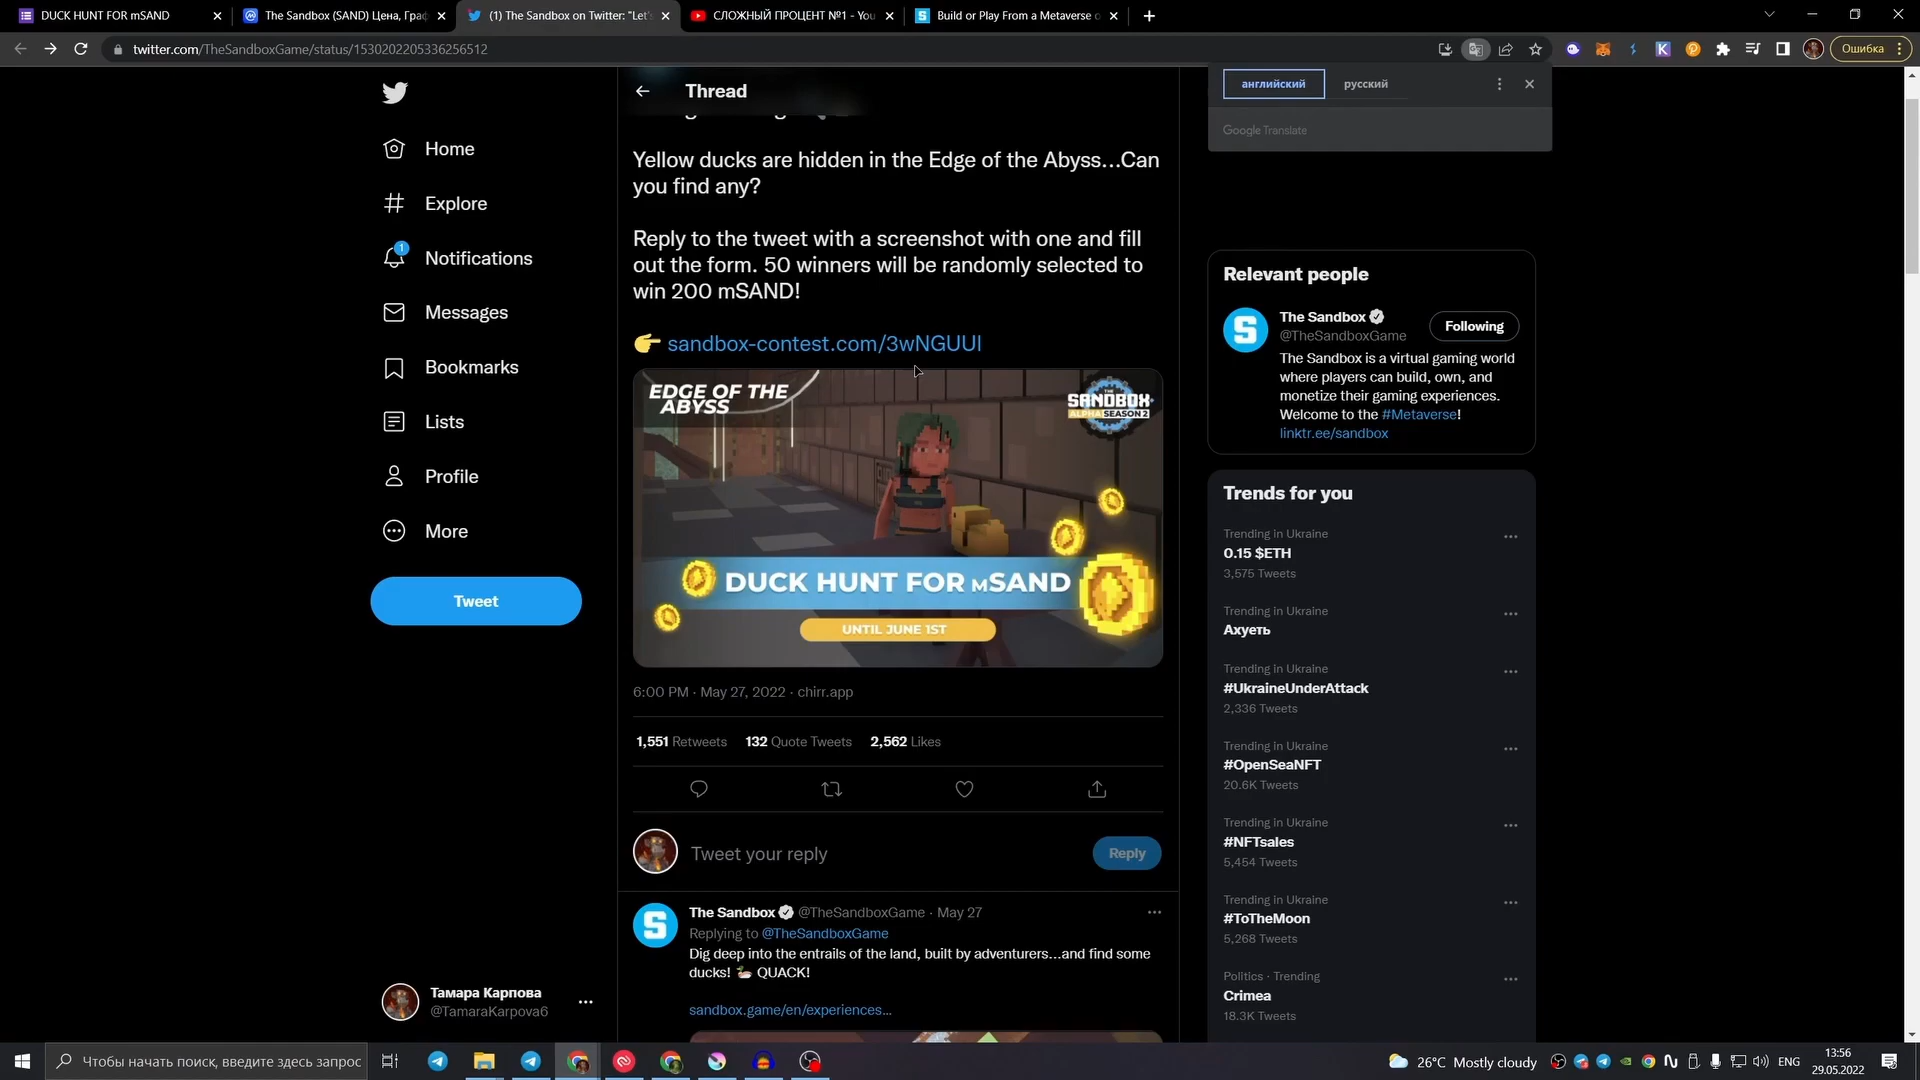 DUCK HUNT FOR mSAND
The Sandbox (SAND) Цена, Граф
(1) The Sandbox on Twitter: "Let's
СЛОЖНЫЙ ПРОЦЕНТ №1 - You
Build or Play From a Metaverse o
twitter.com/TheSandboxGame/status/1530202205336256512
Ошибка
английский
русский
Google Translate
Thread
Home
Explore
1
Notifications
Messages
Bookmarks
Lists
Profile
More
Tweet
Тамара Карпова
@TamaraKarpova6
Yellow ducks are hidden in the Edge of the Abyss...Can
you find any?
Reply to the tweet with a screenshot with one and fill
out the form. 50 winners will be randomly selected to
win 200 mSAND!
👉 sandbox-contest.com/3wNGUUl
EDGE OF THE
ABYSS
THE
SANDBOX
ALPHA SEASON 2
DUCK HUNT FOR mSAND
UNTIL JUNE 1ST
6:00 PM · May 27, 2022 · chirr.app
1,551 Retweets 132 Quote Tweets 2,562 Likes
Tweet your reply
Reply
The Sandbox @TheSandboxGame · May 27
Replying to @TheSandboxGame
Dig deep into the entrails of the land, built by adventurers...and find some
ducks! 🦆 QUACK!
sandbox.game/en/experiences...
Relevant people
The Sandbox
@TheSandboxGame
Following
The Sandbox is a virtual gaming world
where players can build, own, and
monetize their gaming experiences.
Welcome to the #Metaverse!
linktr.ee/sandbox
Trends for you
Trending in Ukraine
0.15 $ETH
3,575 Tweets
Trending in Ukraine
Ахуеть
Trending in Ukraine
#UkraineUnderAttack
2,336 Tweets
Trending in Ukraine
#OpenSeaNFT
20.6K Tweets
Trending in Ukraine
#NFTsales
5,454 Tweets
Trending in Ukraine
#ToTheMoon
5,268 Tweets
Politics · Trending
Crimea
18.3K Tweets
Чтобы начать поиск, введите здесь запрос
26°C Mostly cloudy
ENG
13:56
29.05.2022